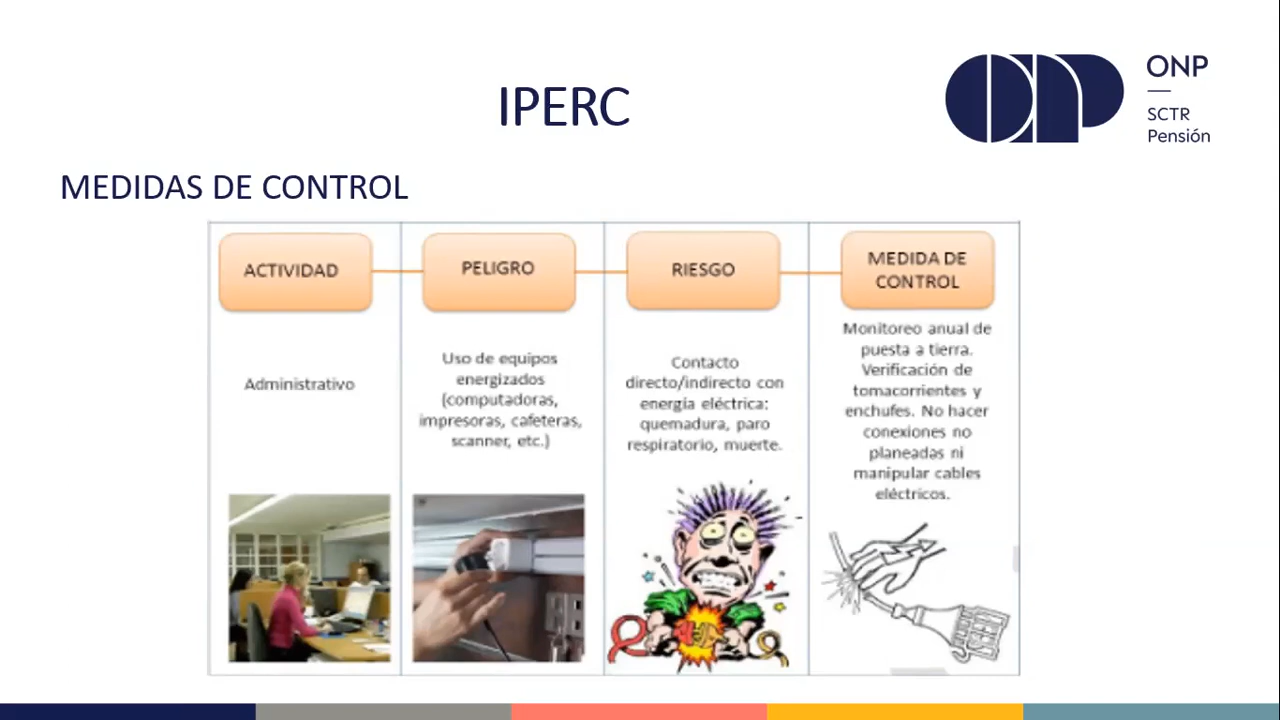 IPERC
ONP
SCTR
Pensión
MEDIDAS DE CONTROL
ACTIVIDAD
PELIGRO
RIESGO
MEDIDA DE
CONTROL
Administrativo
Uso de equipos
energizados
(computadoras,
impresoras, cafeteras,
scanner, etc.)
Contacto
directo/indirecto con
energía eléctrica:
quemadura, paro
respiratorio, muerte.
Monitoreo anual de
puesta a tierra.
Verificación de
tomacorrientes y
enchufes. No hacer
conexiones no
planeadas ni
manipular cables
eléctricos.